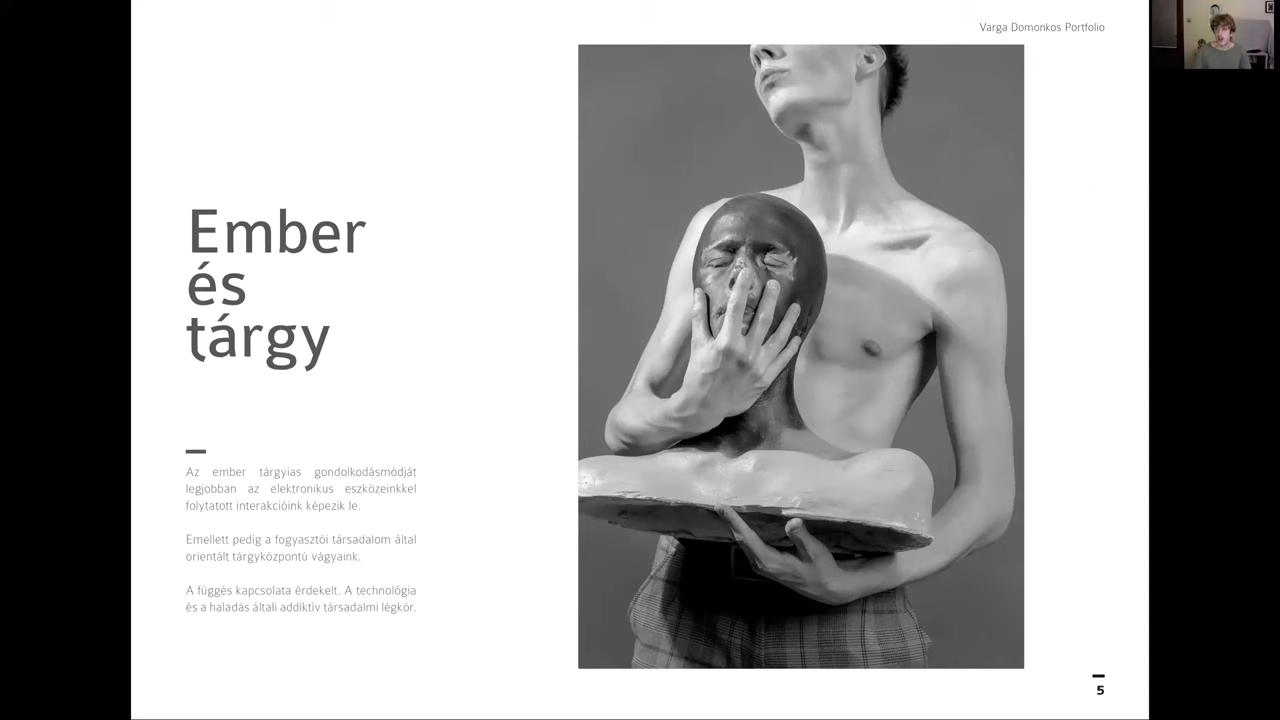 Varga Domonkos Portfolio
Ember
és
tárgy
Az ember tárgyias gondolkodásmódját
legjobban az elektronikus eszközeinkkel
folytatott interakcióink képezik le.
Emellett pedig a fogyasztói társadalom által
orientált tárgyközpontú vágyaink.
A függés kapcsolata érdekelt. A technológia
és a haladás általi addiktív társadalmi légkör.
5